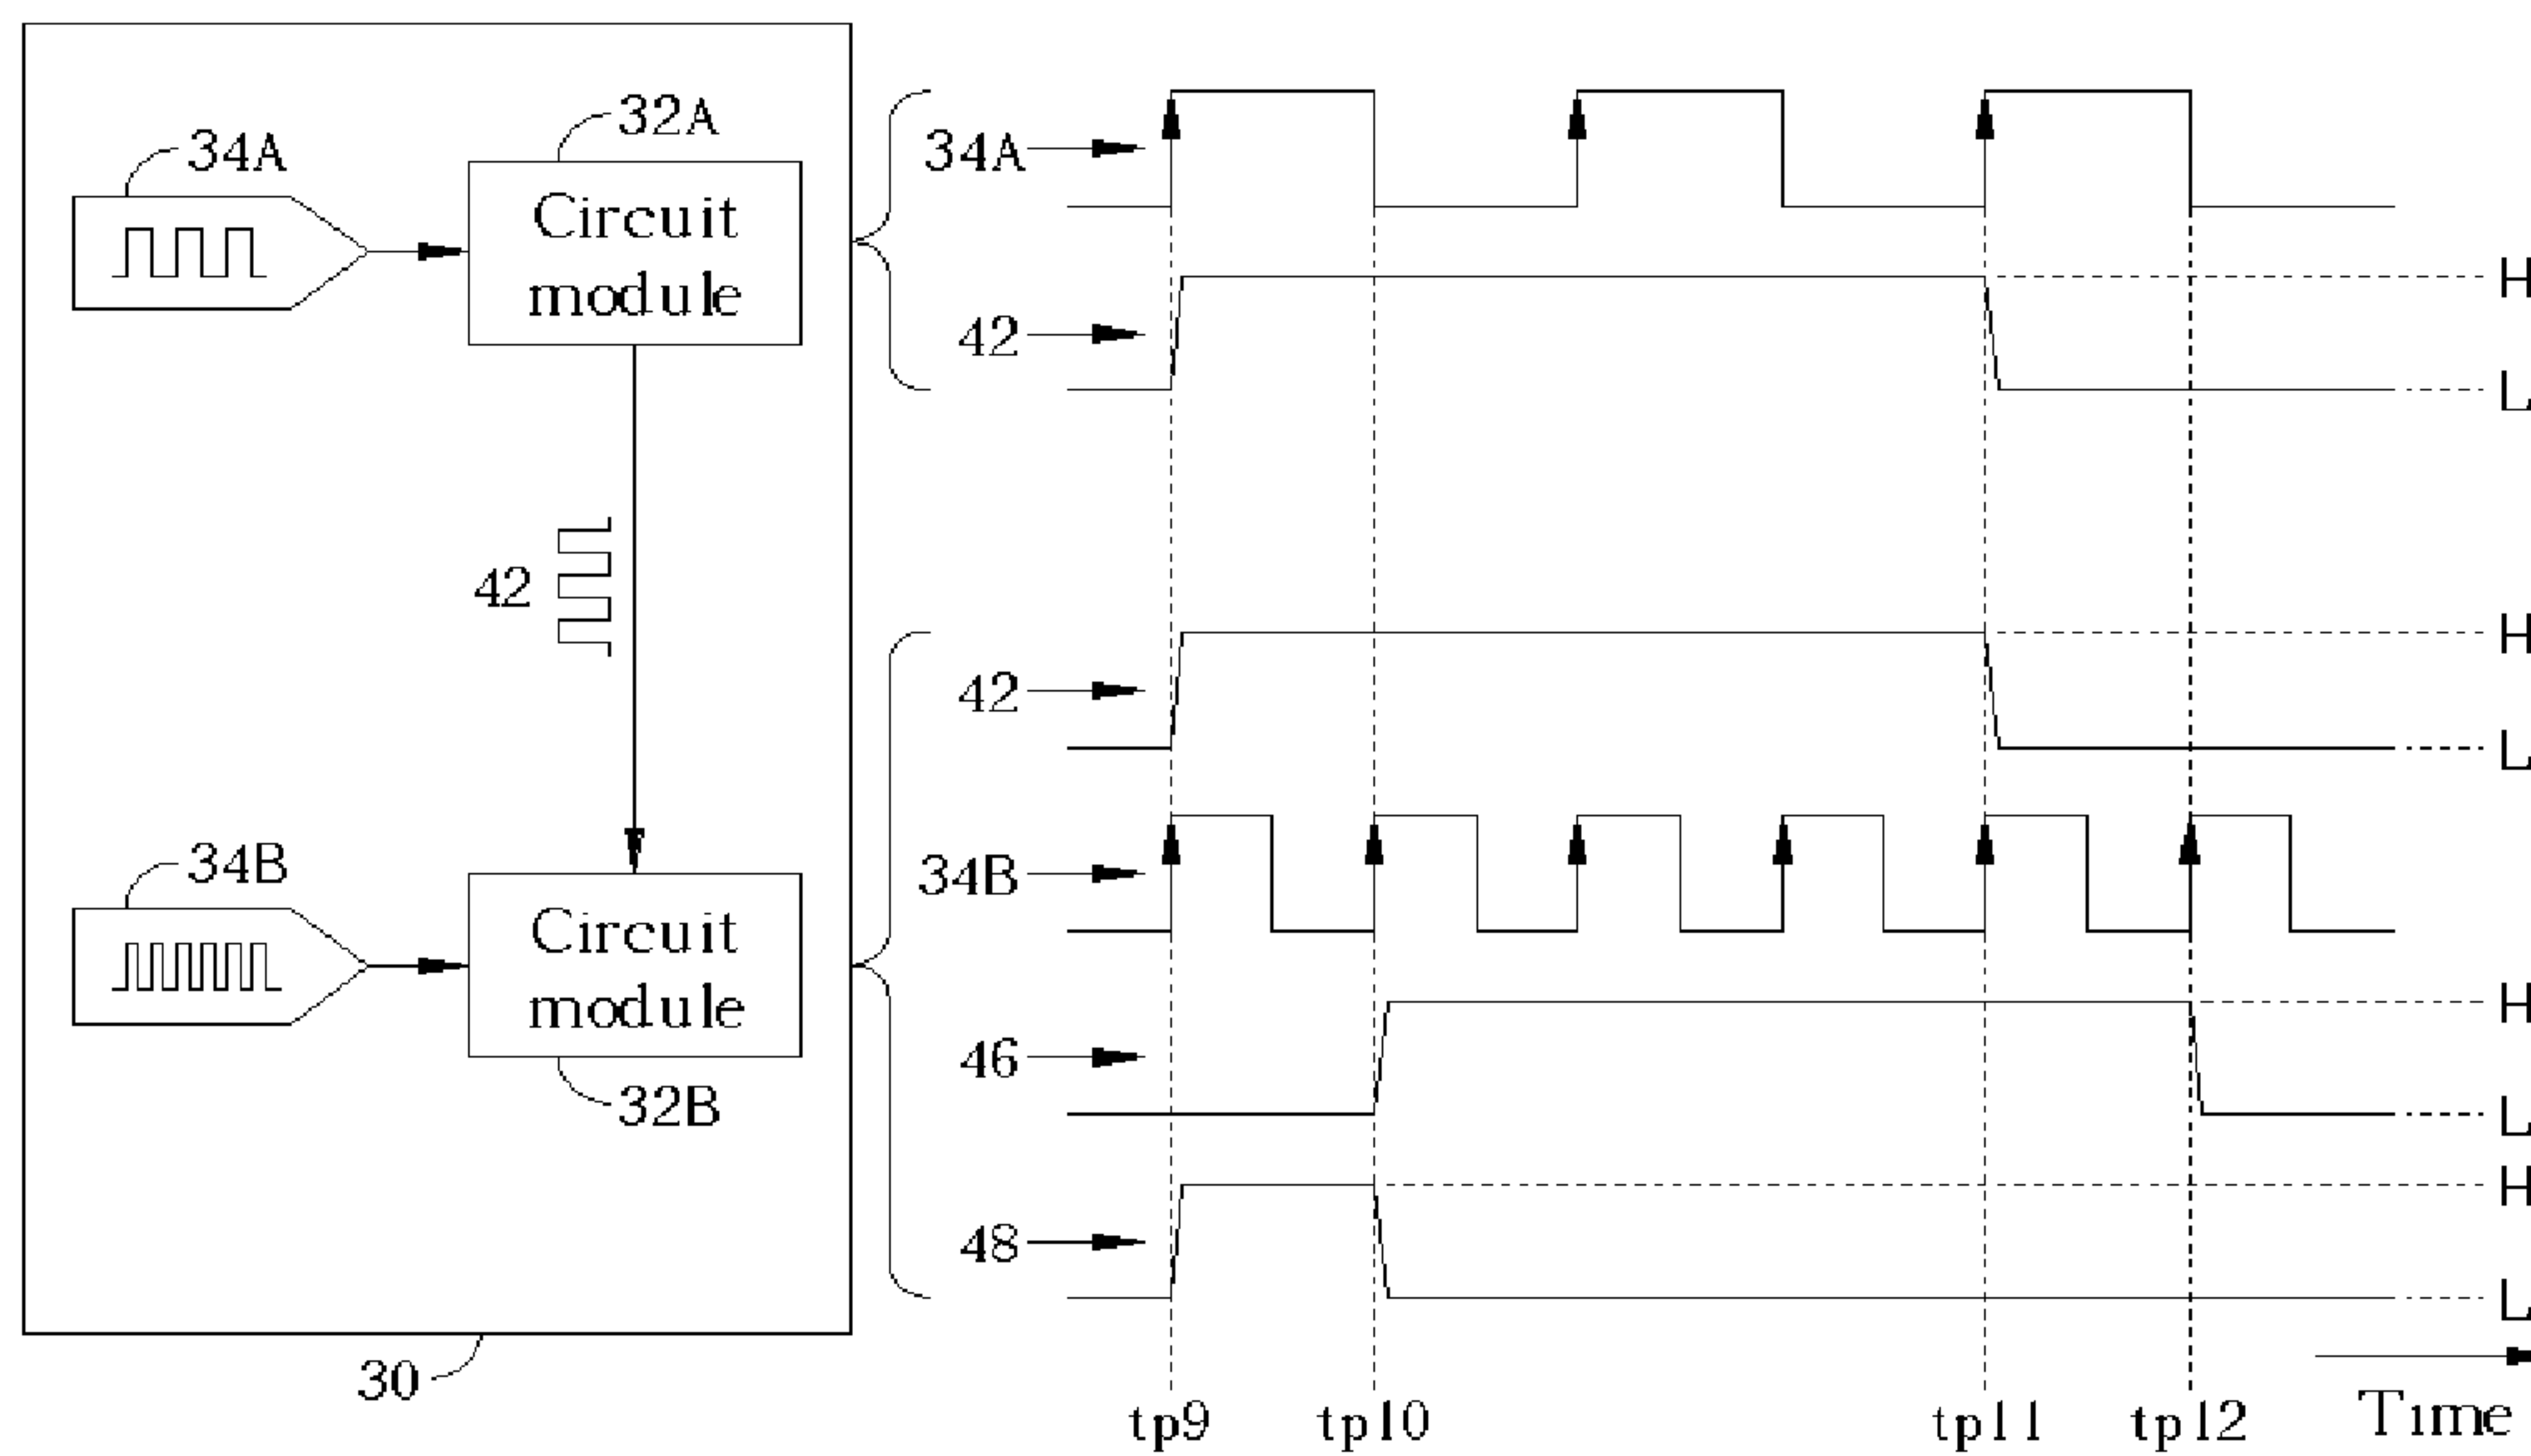 34A
32A
Circuit
module
42
34B
Circuit
module
32B
30
34A
42
H
L
42
H
L
34B
46
H
L
48
H
L
tp9
tp10
tp11
tp12
Time